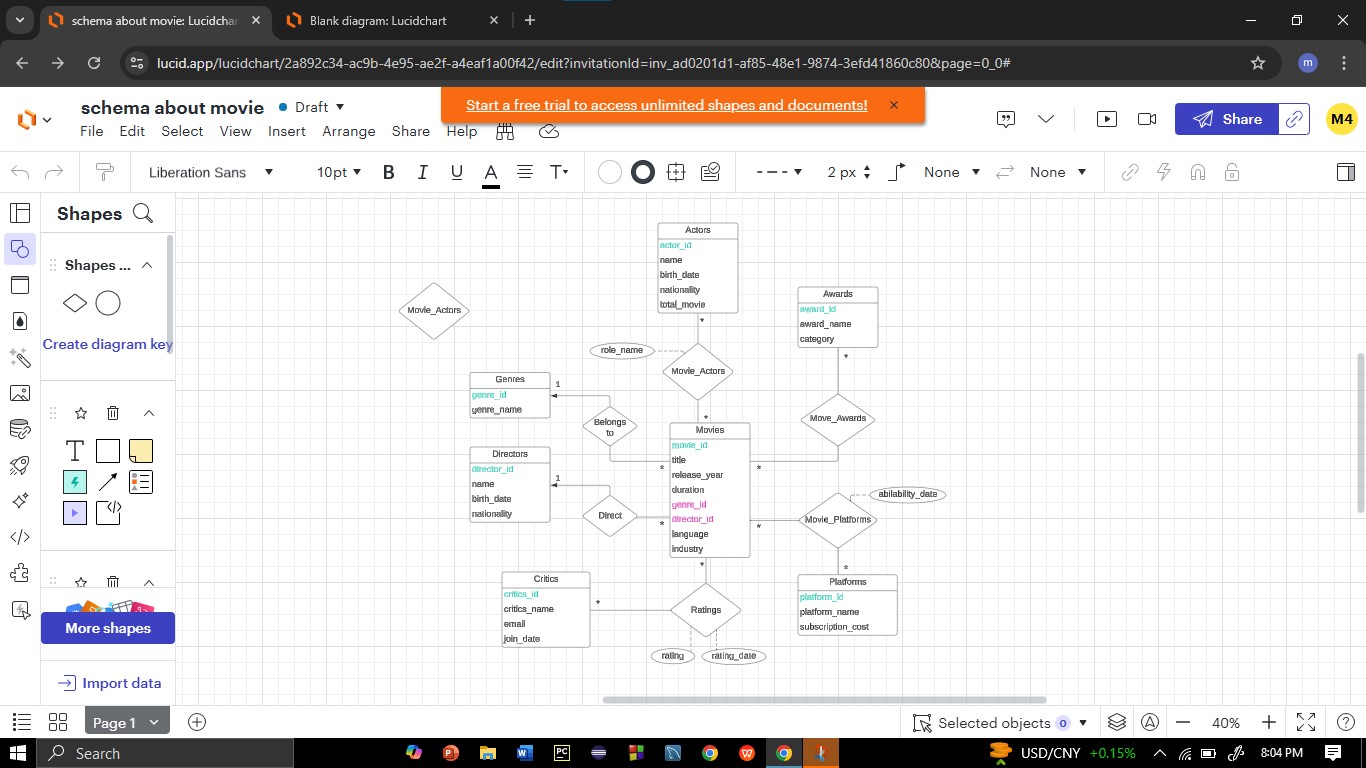 schema about movie: Lucidchar
Blank diagram: Lucidchart
lucid.app/lucidchart/2a892c34-ac9b-4e95-ae2f-a4eaf1a00f42/edit?invitationId=inv_ad0201d1-af85-48e1-9874-3efd41860c80&page=0_0#
m
schema about movie
Draft
Start a free trial to access unlimited shapes and documents!
Share
M4
File Edit Select View Insert Arrange Share Help
Liberation Sans
10pt
B I U A T
2 px
None
None
Shapes
Shapes ...
Create diagram key
T
More shapes
Import data
Actors
actor_id
name
birth_date
nationality
total_movie
*
Movie_Actors
Awards
award_id
award_name
category
*
role_name
Movie_Actors
*
Genres
genre_id
genre_name
1
Belongs
to
*
Move_Awards
*
Movies
movie_id
title
release_year
duration
genre_id
director_id
language
industry
*
Directors
director_id
name
birth_date
nationality
1
Direct
*
abilability_date
Movie_Platforms
*
*
Critics
critics_id
critics_name
email
join_date
*
Ratings
rating
rating_date
Platforms
platform_id
platform_name
subscription_cost
Page 1
Selected objects 0
40%
Search
USD/CNY +0.15%
8:04 PM